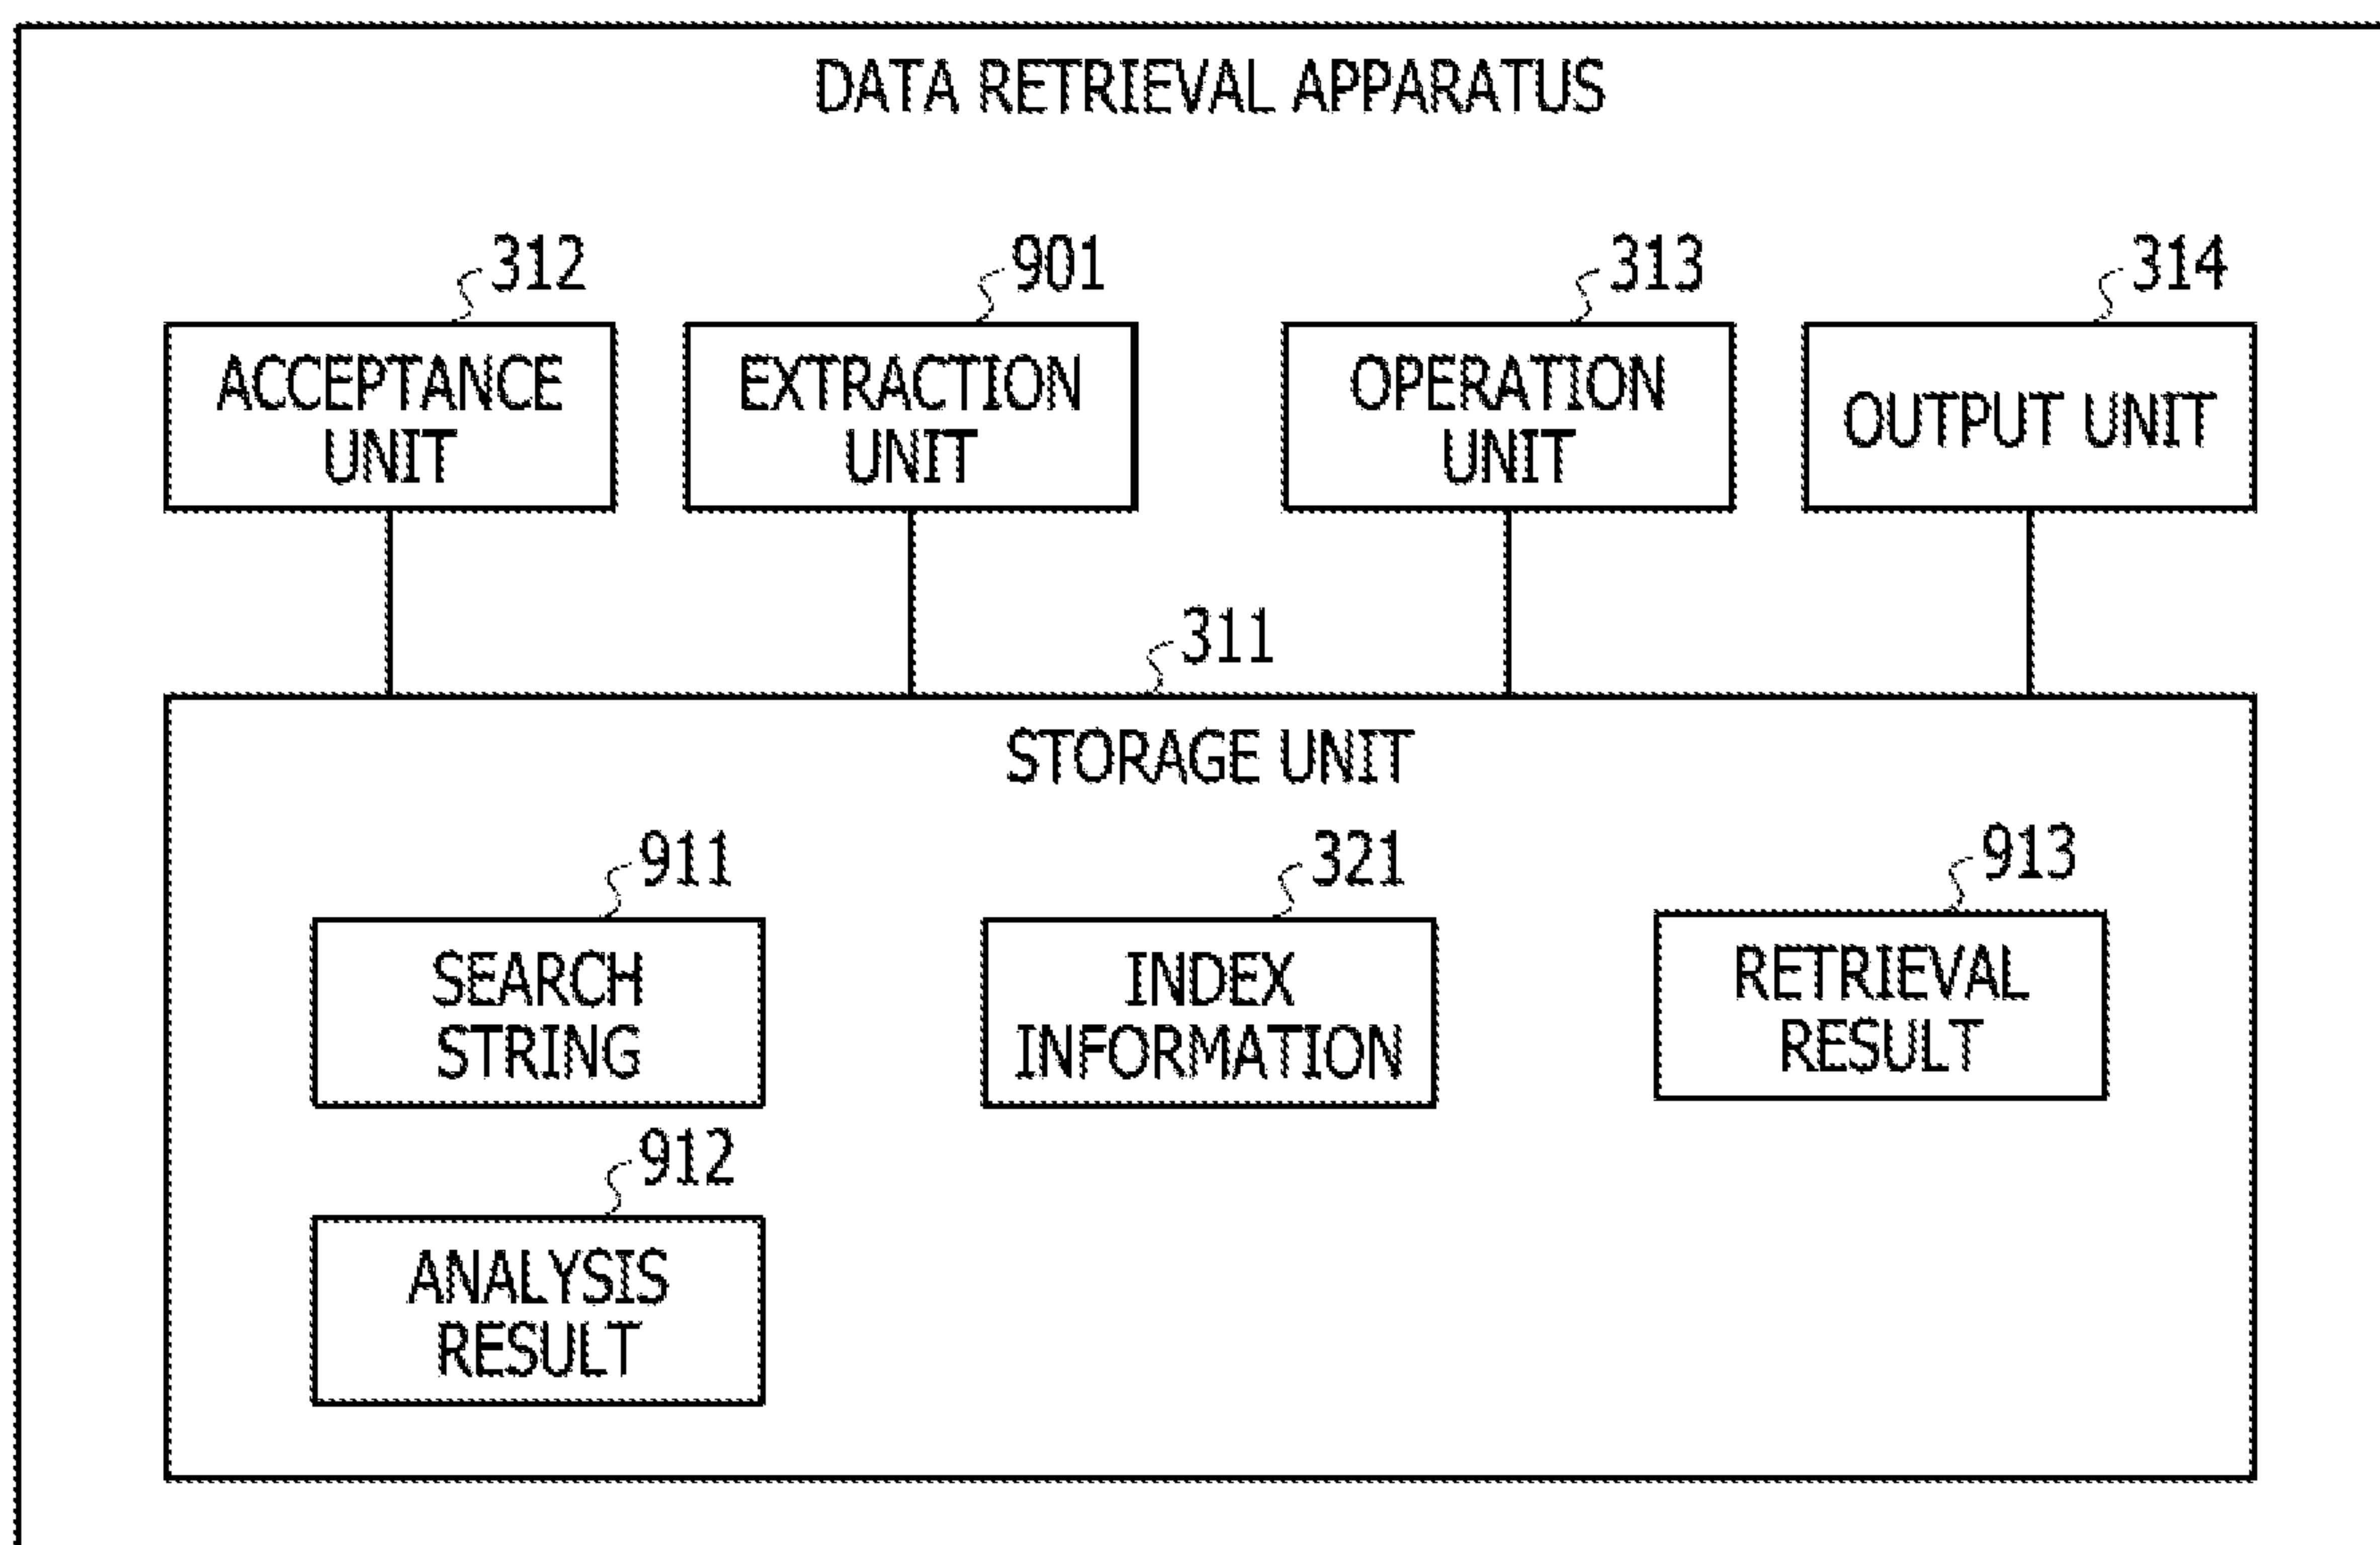 DATA RETRIEVAL APPARATUS
312
901
313
314
ACCEPTANCE
UNIT
EXTRACTION
UNIT
OPERATION
UNIT
OUTPUT UNIT
311
STORAGE UNIT
911
321
913
SEARCH
STRING
INDEX
INFORMATION
RETRIEVAL
RESULT
912
ANALYSIS
RESULT